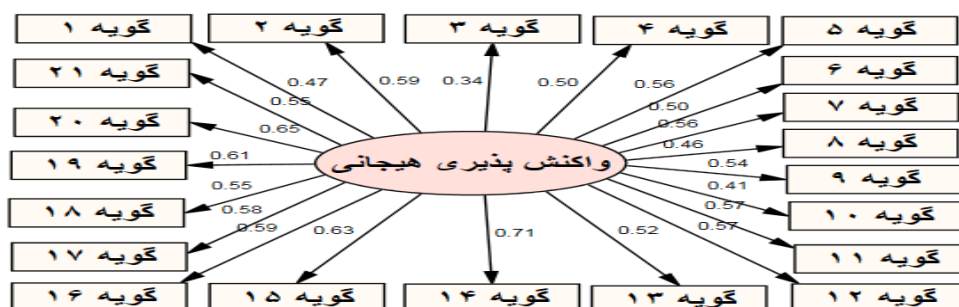 گویه ۱
گویه ۲
گویه ۳
گویه ۴
گویه ۵
گویه ۲۱
0.47
0.59
0.34
0.50
0.56
گویه ۶
0.55
0.50
گویه ۷
گویه ۲۰
0.65
0.56
0.46
گویه ۸
گویه ۱۹
0.61
واکنش پذیری هیجانی
0.54
گویه ۹
0.55
0.41
گویه ۱۸
0.58
0.57
گویه ۱۰
0.59
0.63
0.71
0.52
0.57
گویه ۱۷
گویه ۱۱
گویه ۱۶
گویه ۱۵
گویه ۱۴
گویه ۱۳
گویه ۱۲